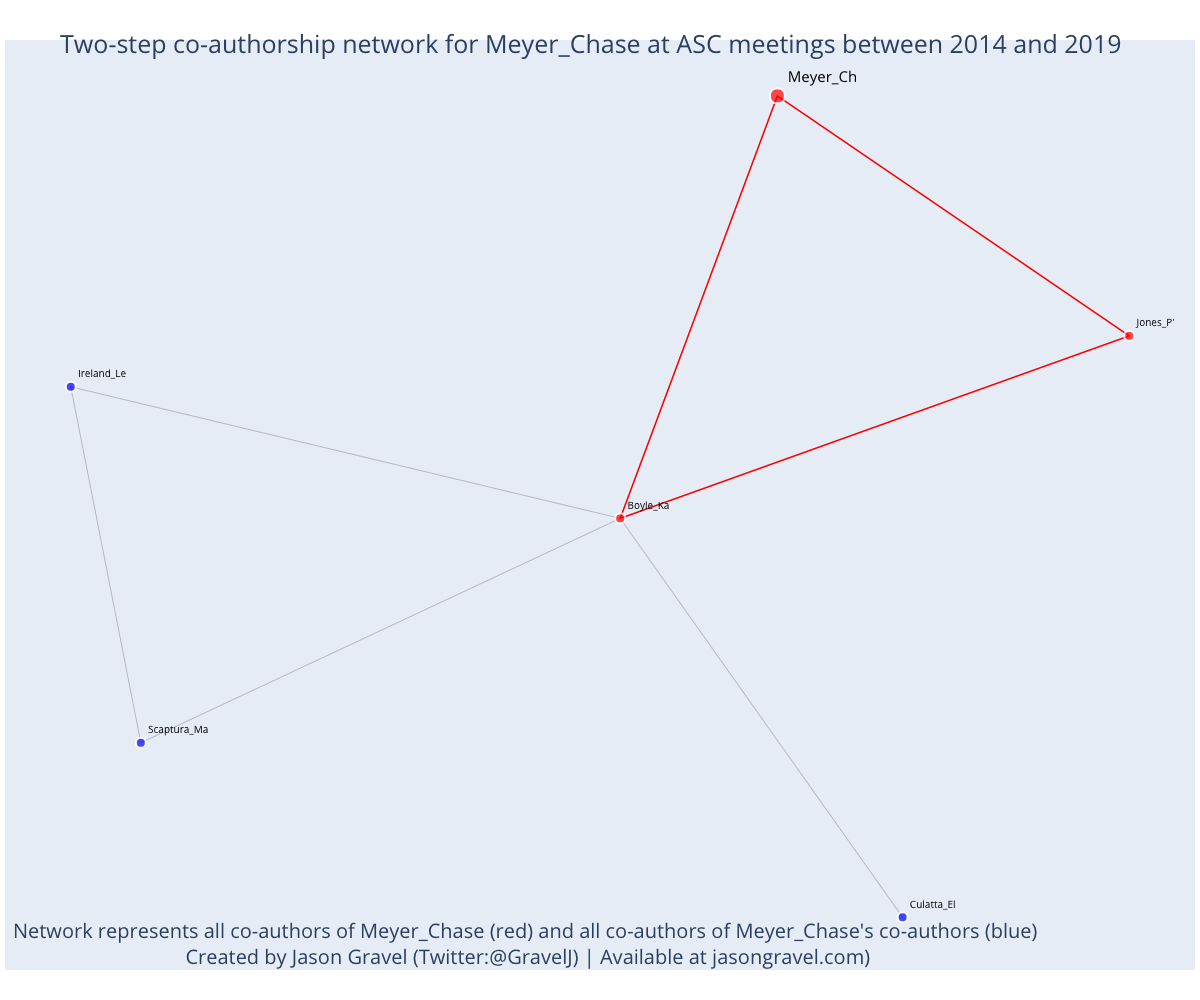 Two-step co-authorship network for Meyer_Chase at ASC meetings between 2014 and 2019
Meyer_Ch
Jones_P'
Ireland_Le
Boyle_Ka
Scaptura_Ma
Culatta_El
Network represents all co-authors of Meyer_Chase (red) and all co-authors of Meyer_Chase's co-authors (blue)
Created by Jason Gravel (Twitter:@GravelJ) | Available at jasongravel.com)